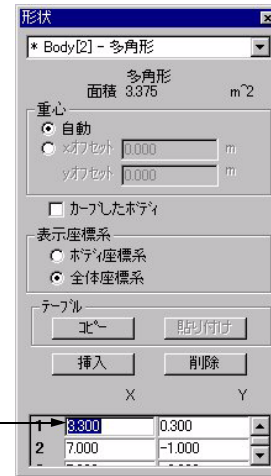 形状
* Body[2] - 多角形
多角形
面積 3.375 m^2
重心
自動
xオフセット 0.000 m
yオフセット 0.000 m
カーブしたボディ
表示座標系
ボディ座標系
全体座標系
テーブル
コピー 貼り付け
挿入 削除
X Y
1 3.300 0.300
2 7.000 -1.000